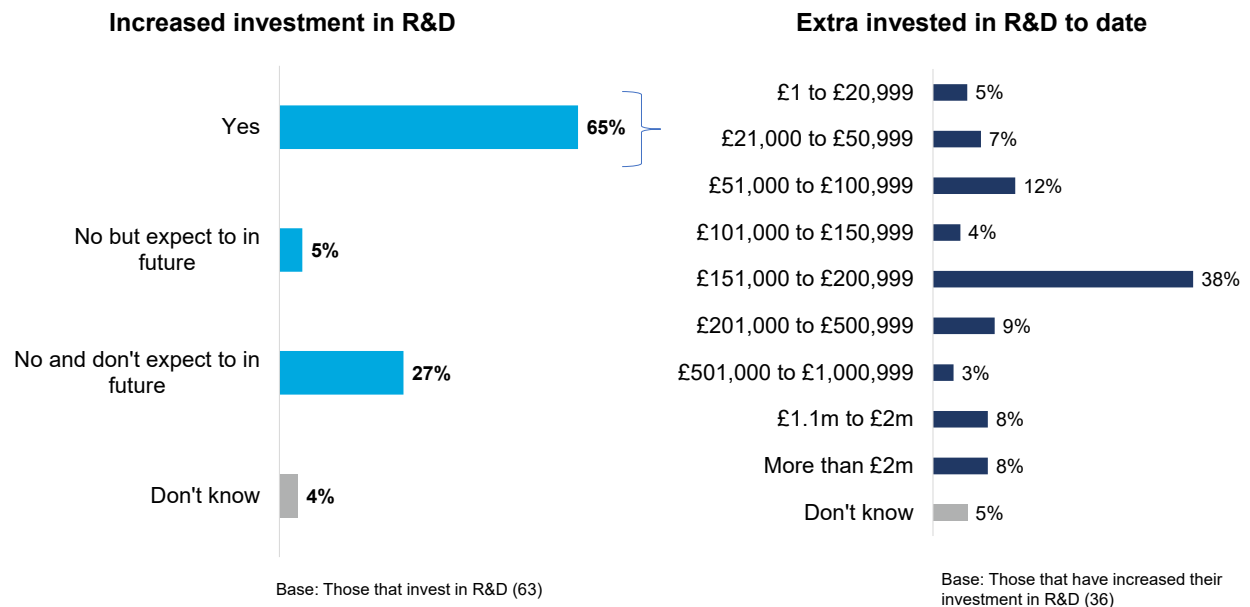 Increased investment in R&D
Yes
65%
No but expect to in
future
5%
No and don't expect to in
future
27%
Don't know
4%
Base: Those that invest in R&D (63)
Extra invested in R&D to date
£1 to £20,999
5%
£21,000 to £50,999
7%
£51,000 to £100,999
12%
£101,000 to £150,999
4%
£151,000 to £200,999
38%
£201,000 to £500,999
9%
£501,000 to £1,000,999
3%
£1.1m to £2m
8%
More than £2m
8%
Don't know
5%
Base: Those that have increased their
investment in R&D (36)